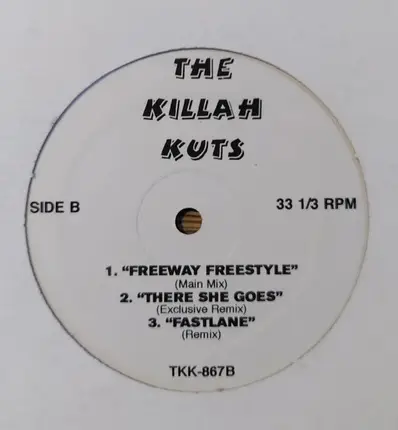 THE
KILLAH
KUTS
SIDE B
33 1/3 RPM
1. "FREEWAY FREESTYLE"
(Main Mix)
2. "THERE SHE GOES"
(Exclusive Remix)
3. "FASTLANE"
(Remix)
TKK-867B